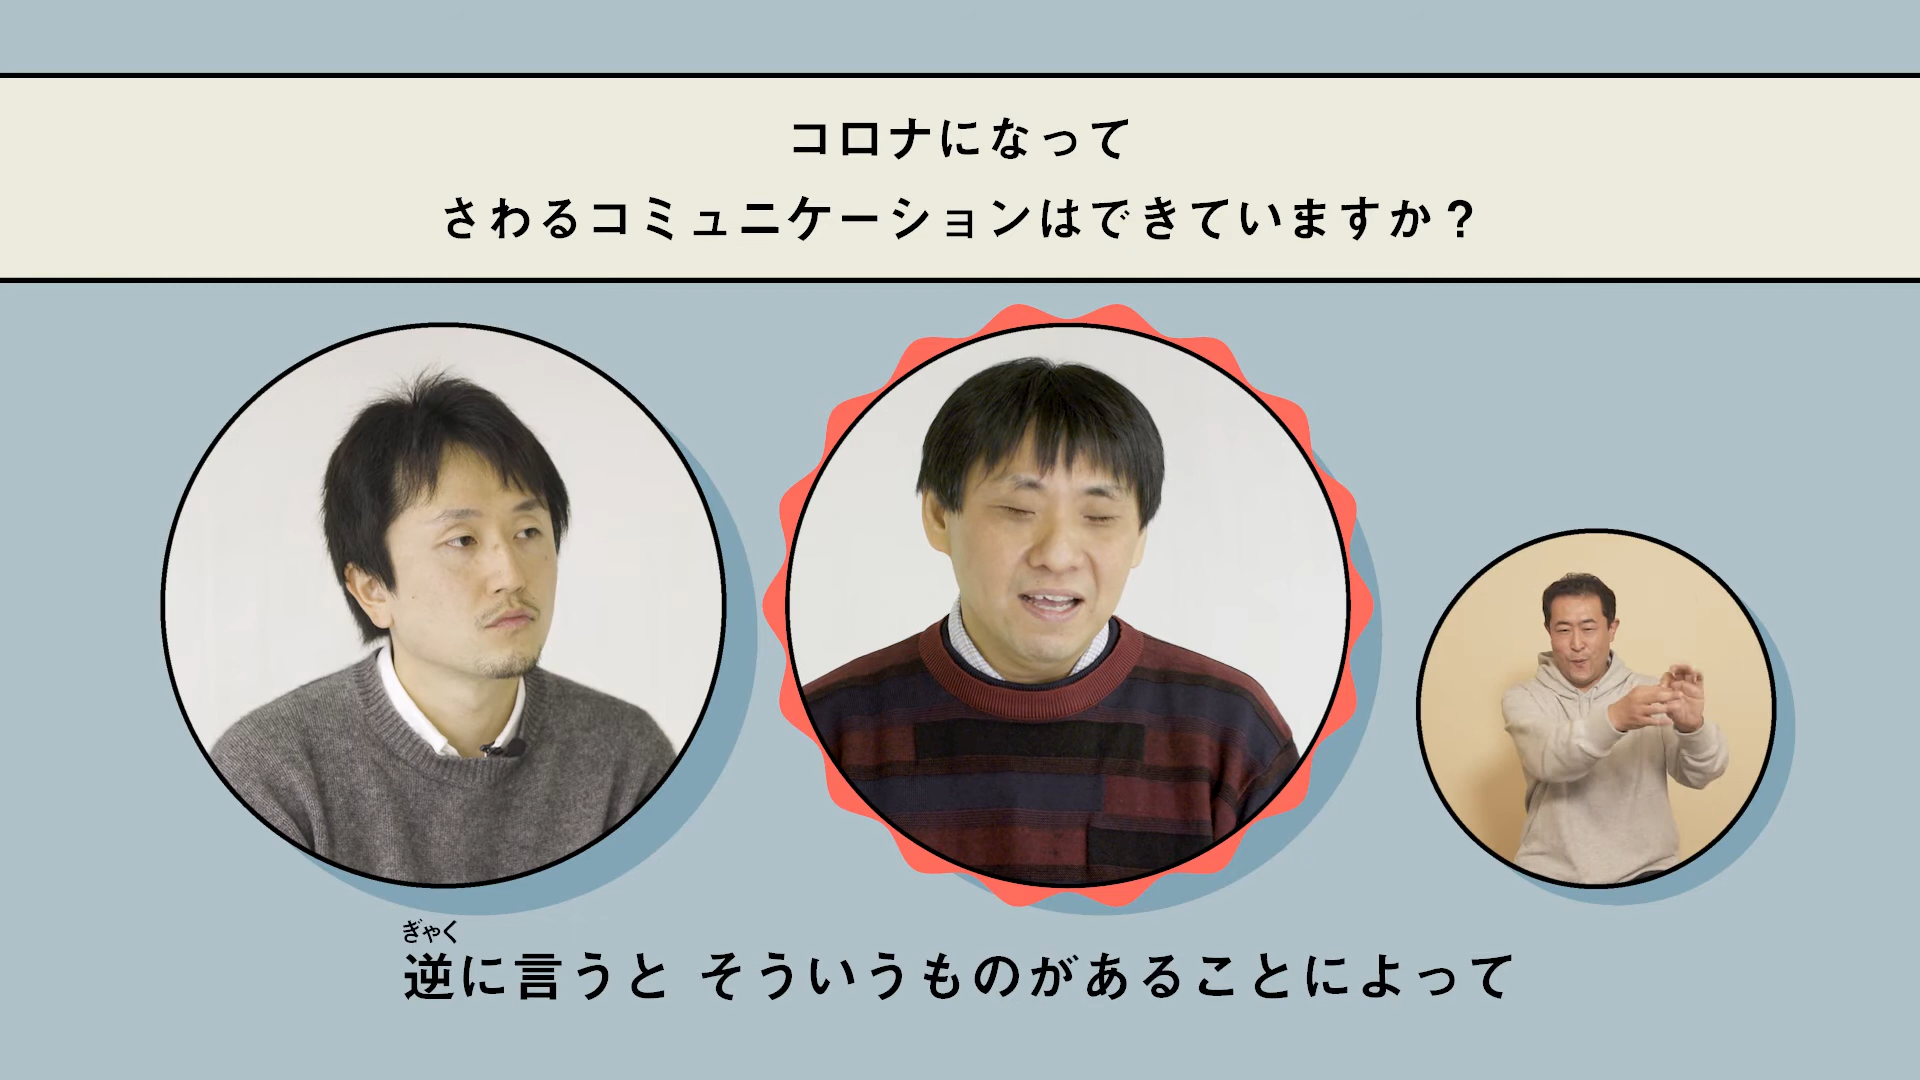 コロナになって
さわるコミュニケーションはできていますか？
ぎゃく
逆に言うと そういうものがあることによって